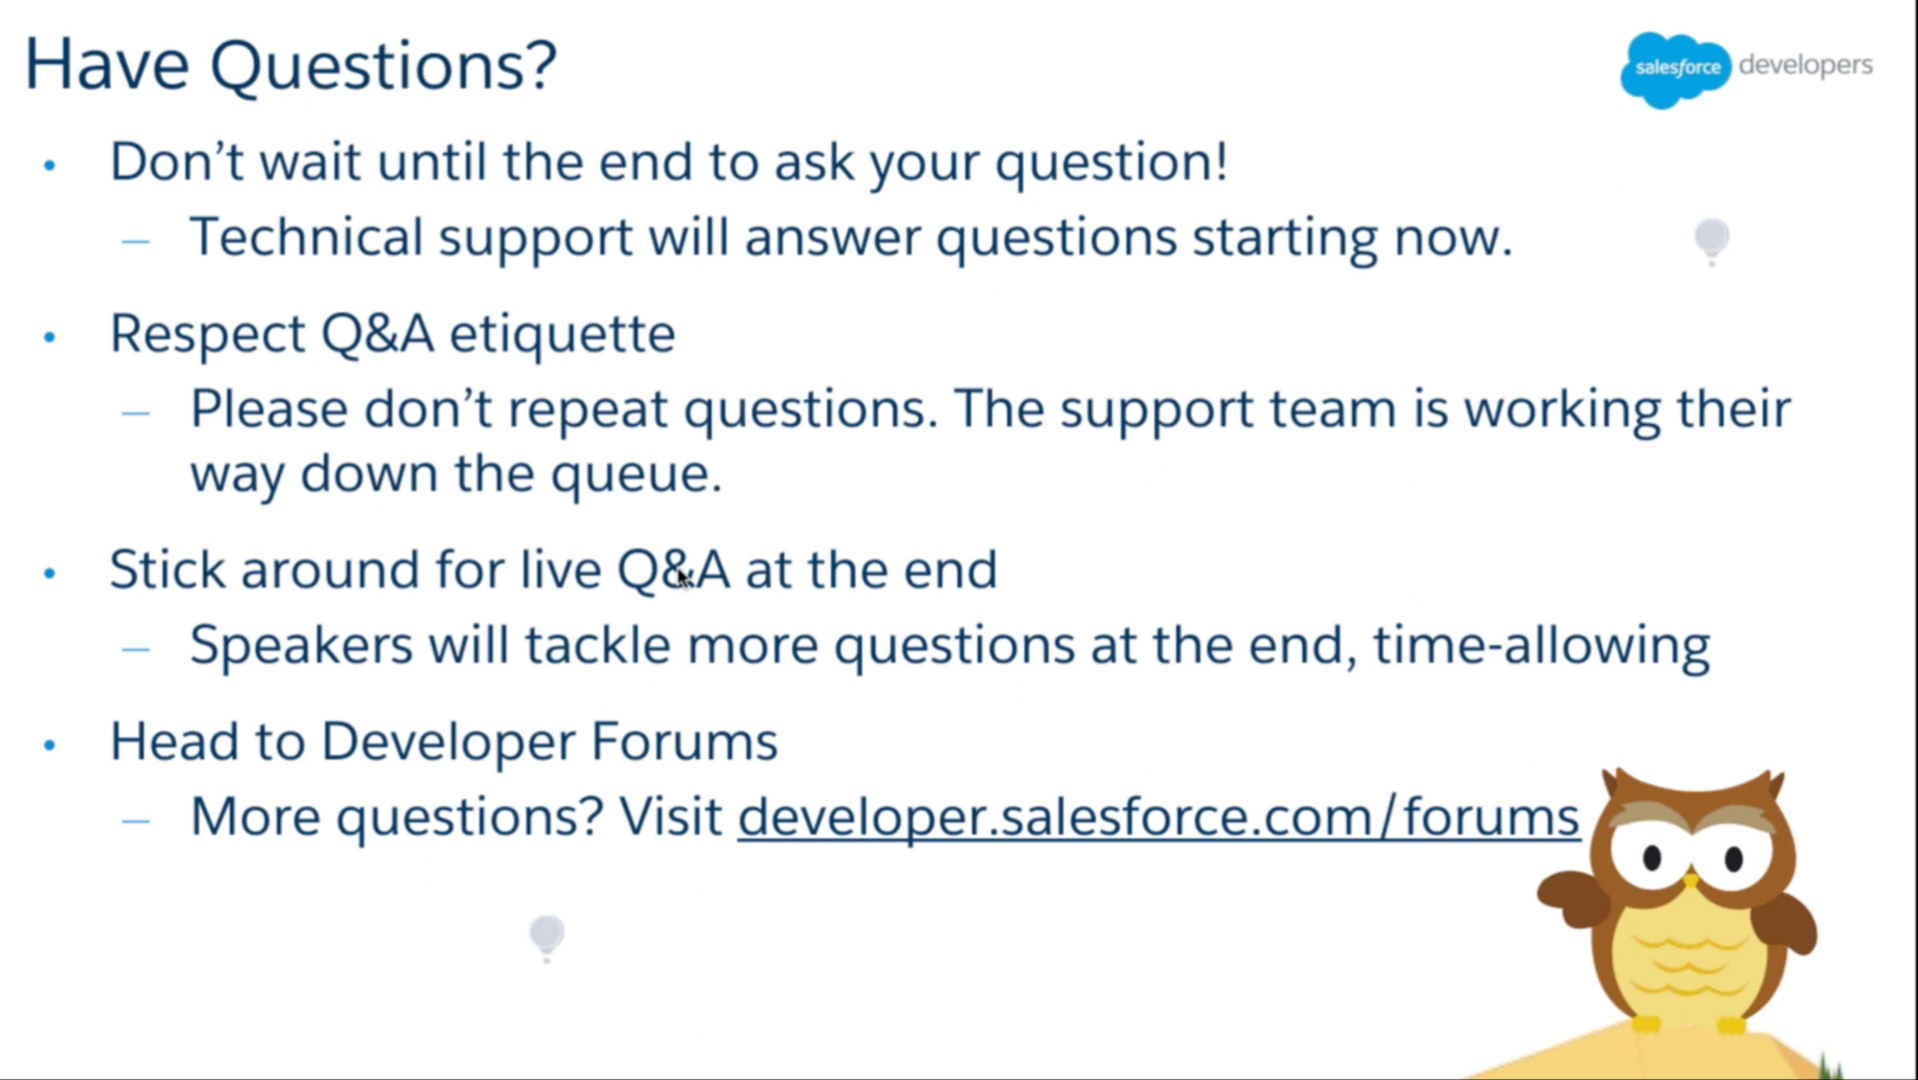 Have Questions?
salesforce developers
• Don’t wait until the end to ask your question!
– Technical support will answer questions starting now.
• Respect Q&A etiquette
– Please don’t repeat questions. The support team is working their
way down the queue.
• Stick around for live Q&A at the end
– Speakers will tackle more questions at the end, time-allowing
• Head to Developer Forums
– More questions? Visit developer.salesforce.com/forums